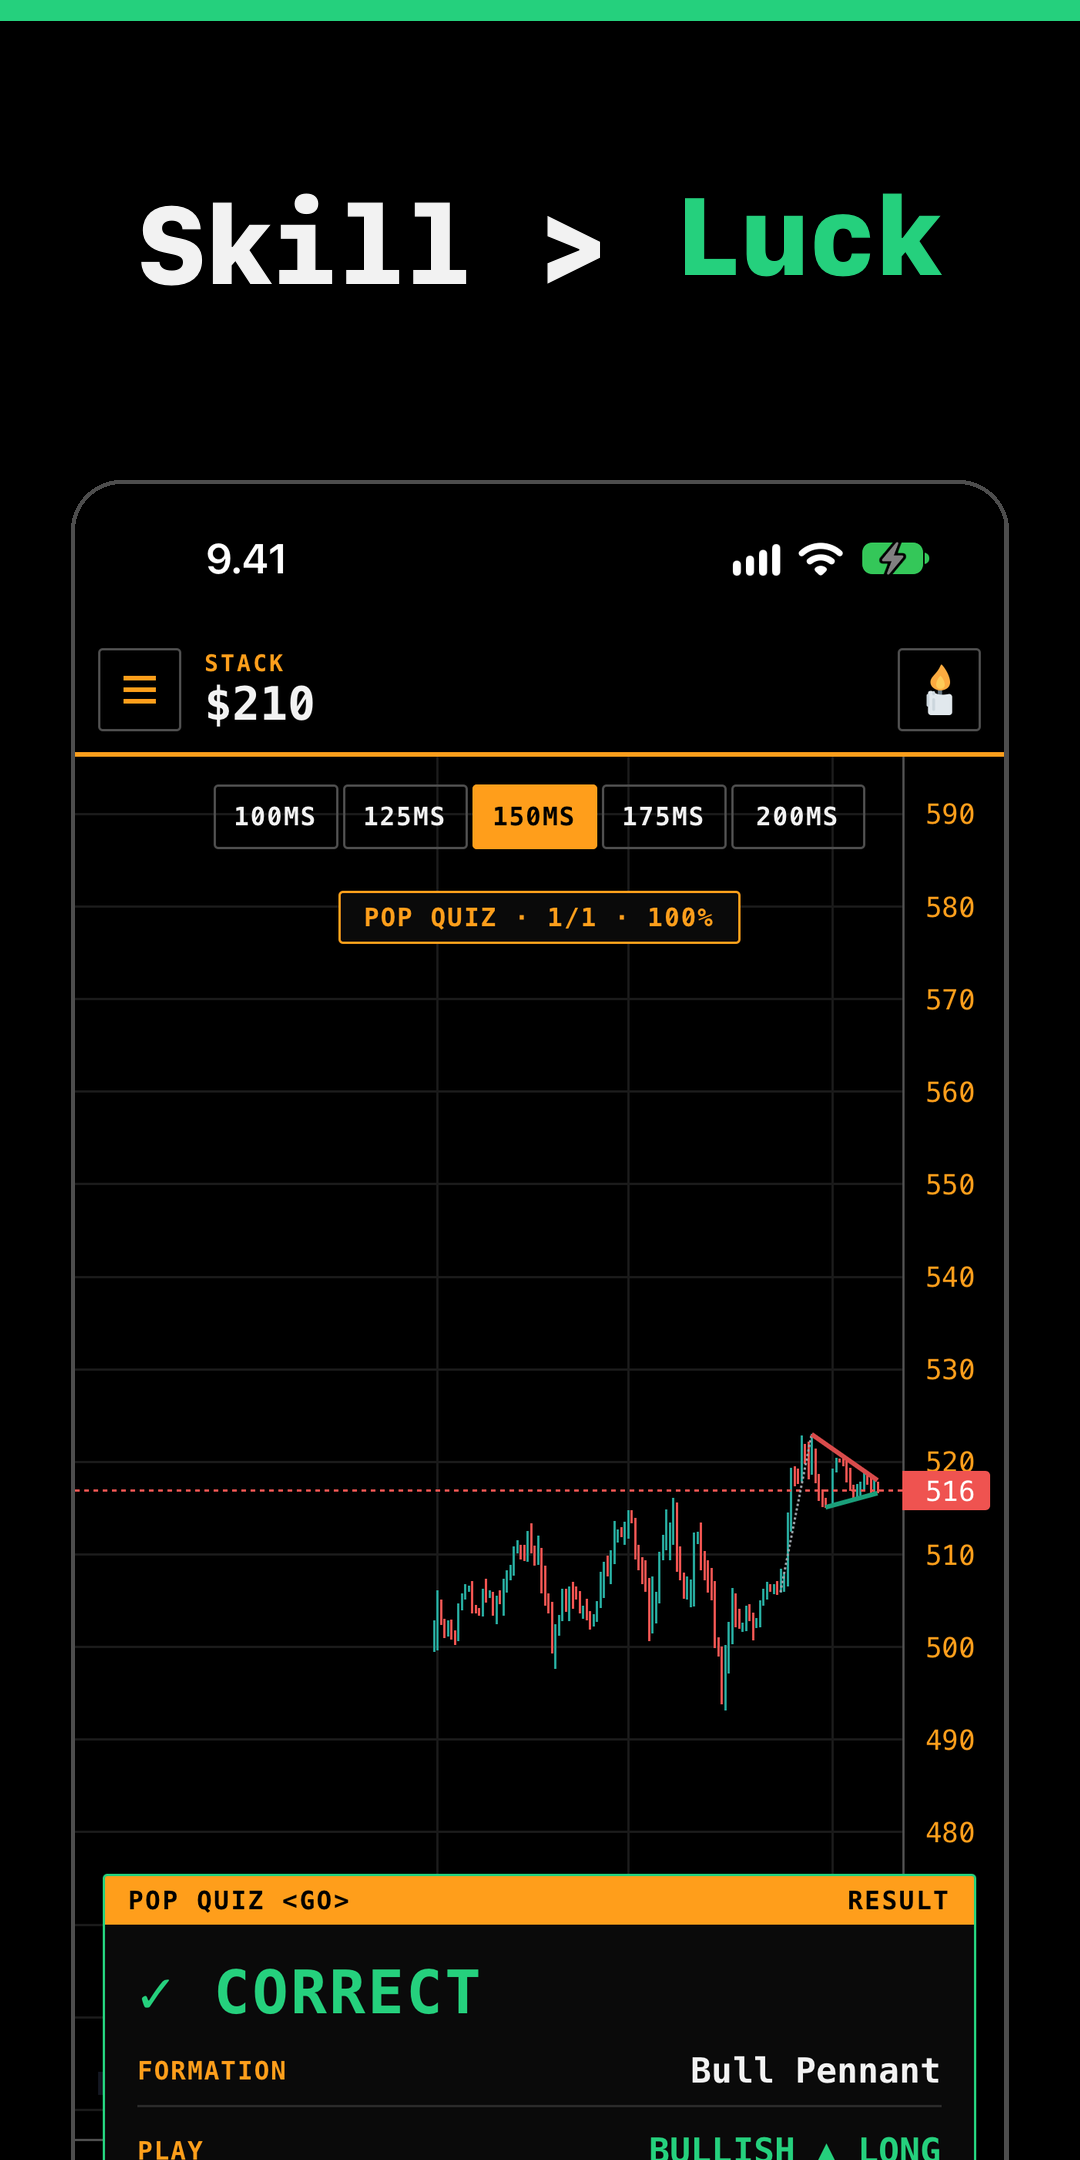 Skill > Luck
9.41
STACK
$210
100MS 125MS 150MS 175MS 200MS
590
POP QUIZ · 1/1 · 100%
580
570
560
550
540
530
520
516
510
500
490
480
POP QUIZ <GO> RESULT
✓ CORRECT
FORMATION Bull Pennant
PLAY BULLISH ▲ LONG